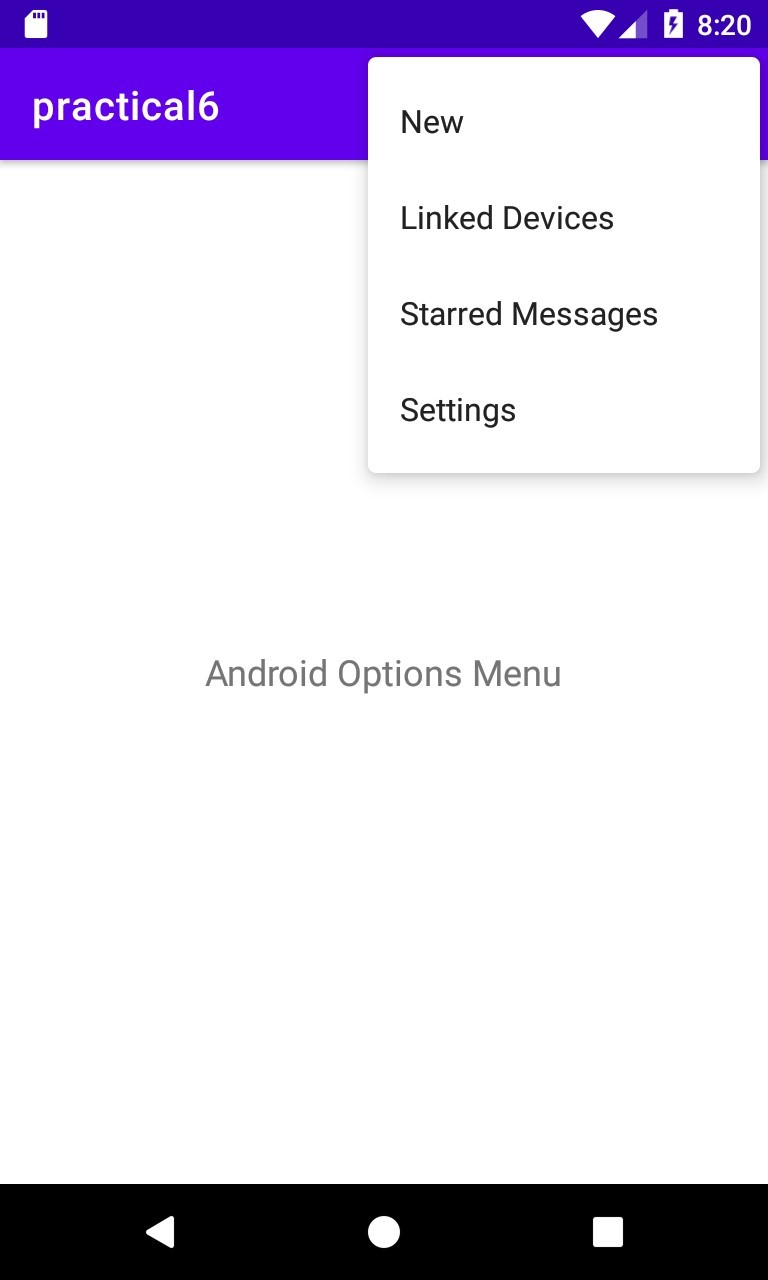 8:20
practical6
New
Linked Devices
Starred Messages
Settings
Android Options Menu